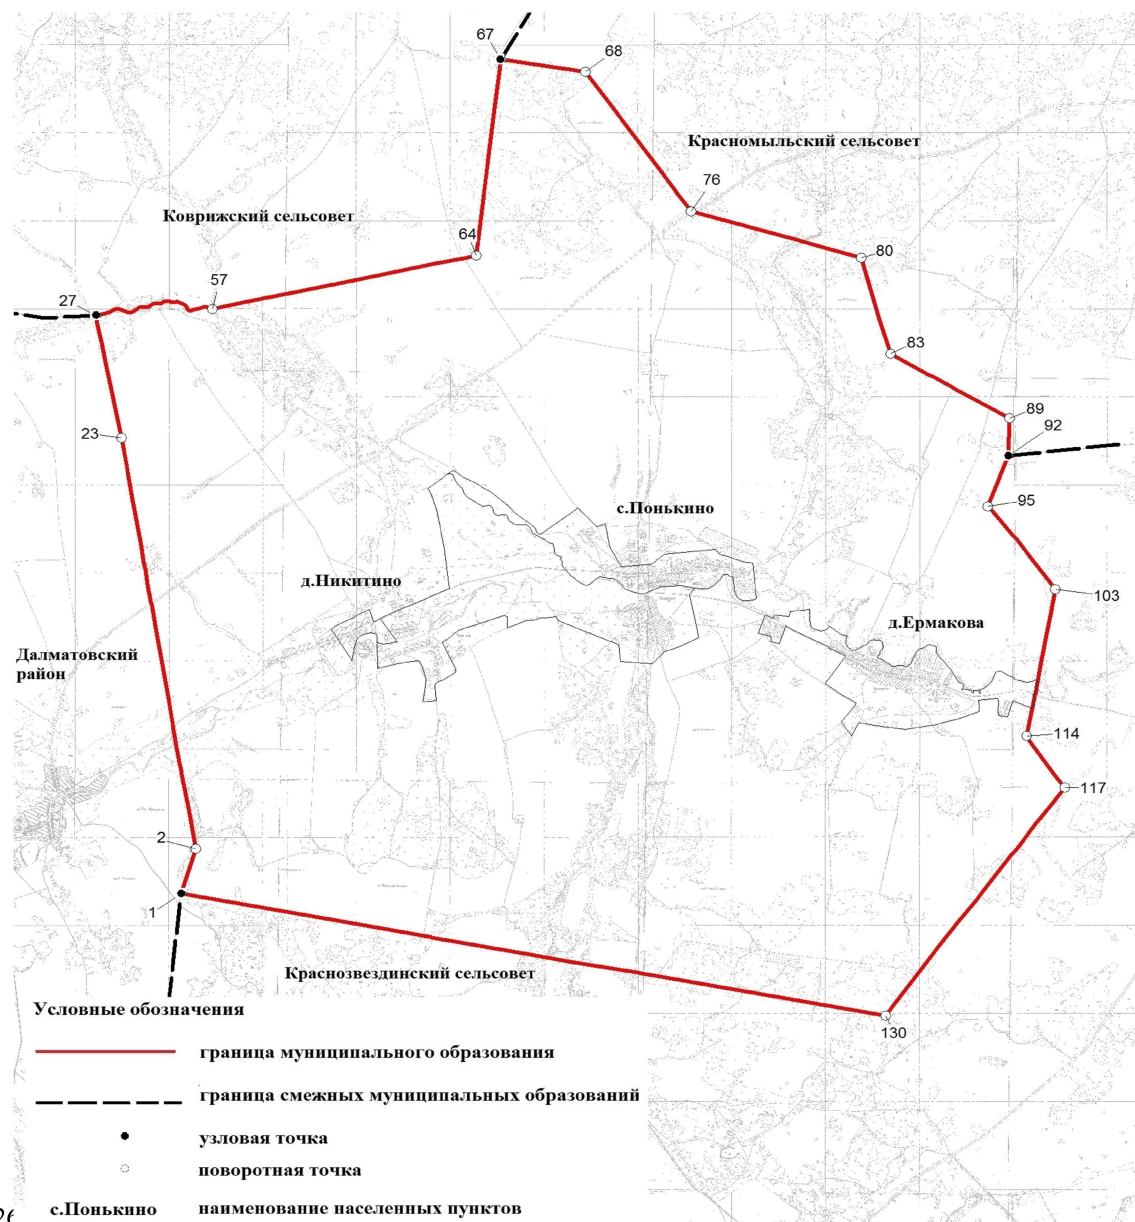 67
68
Красномыльский сельсовет
76
Коврижский сельсовет
64
80
57
27
83
89
92
23
95
с.Понькино
д.Никитино
103
д.Ермакова
Далматовский
район
114
117
2
1
Краснозвездинский сельсовет
130
Условные обозначения
граница муниципального образования
граница смежных муниципальных образований
узловая точка
поворотная точка
с.Понькино наименование населенных пунктов